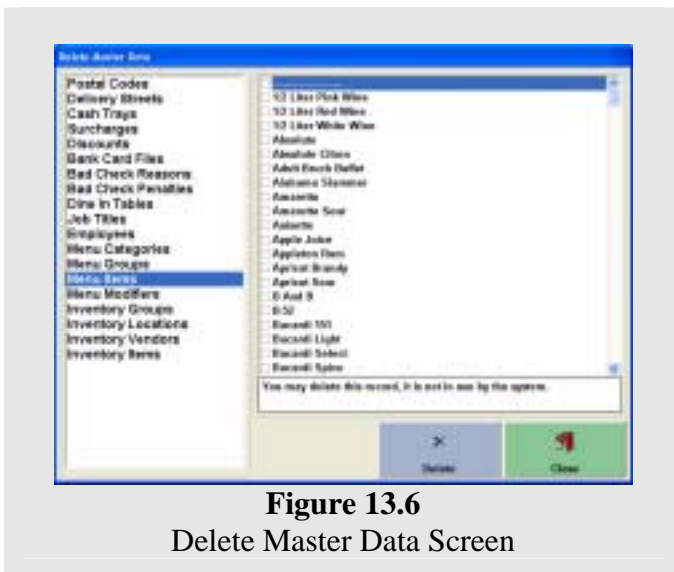 Delete Master Data
Postal Codes
Delivery Streets
Cash Trays
Surcharges
Discounts
Bank Card Files
Bad Check Reasons
Bad Check Penalties
Dine In Tables
Job Titles
Employees
Menu Categories
Menu Groups
Menu Items
Menu Modifiers
Inventory Groups
Inventory Locations
Inventory Vendors
Inventory Items
1/2 Liter Pink Wine
1/2 Liter Red Wine
1/2 Liter White Wine
Absolute
Absolute Citron
Adult Buffet
Alabama Slammer
Amaretto
Amaretto Sour
Apple Juice
Appleton Rum
Apricot Brandy
Apricot Sour
B And B
B-52
Bacardi 151
Bacardi Light
Bacardi Select
Bacardi Spice
You may delete this record, it is not in use by the system.
Delete
Close
Figure 13.6
Delete Master Data Screen